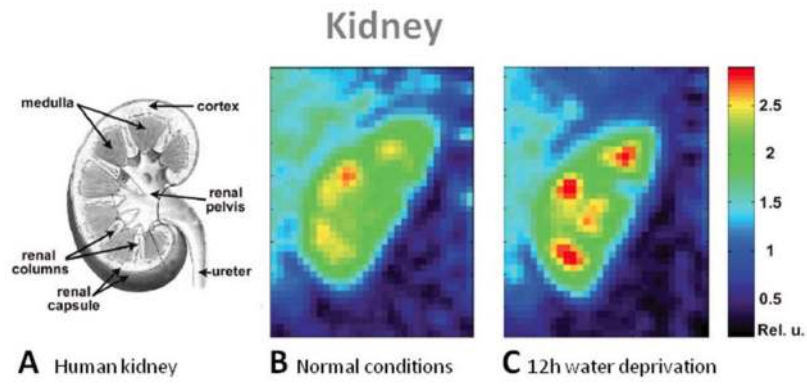 Kidney
medulla
cortex
renal
pelvis
renal
columns
ureter
renal
capsule
2.5
2
1.5
1
0.5
Rel. u.
A Human kidney
B Normal conditions
C 12h water deprivation